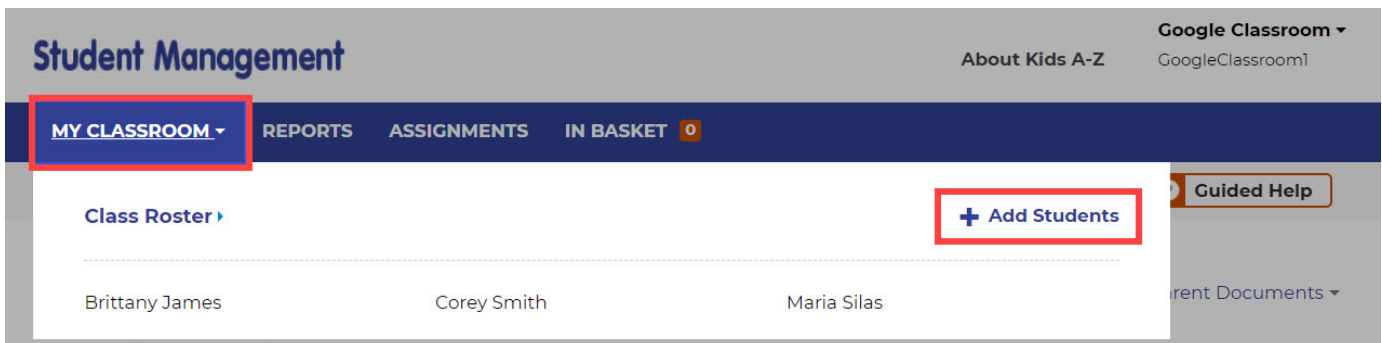 Student Management
About Kids A-Z
Google Classroom
GoogleClassroom1
MY CLASSROOM
REPORTS
ASSIGNMENTS
IN BASKET 0
Guided Help
Class Roster
+ Add Students
Brittany James
Corey Smith
Maria Silas
Documents